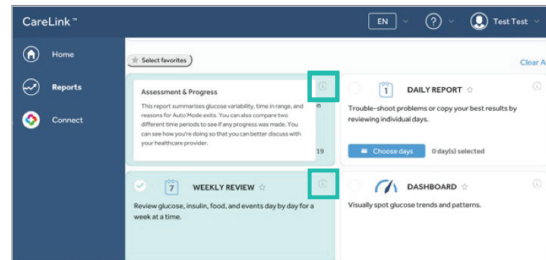 CareLink™
EN
?
Test Test
Home
Reports
Connect
Select favorites
Clear A
Assessment & Progress
This report summarizes glucose variability, time in range, and
reasons for Auto Mode exits. You can also compare two
different time periods to see if any progress was made. You
can see how you're doing so that you can better discuss with
your healthcare provider.
19
1
DAILY REPORT
Trouble-shoot problems or copy your best results by
reviewing individual days.
Choose days
0 day(s) selected
7
WEEKLY REVIEW
Review glucose, insulin, food, and events day by day for a
week at a time.
DASHBOARD
Visually spot glucose trends and patterns.